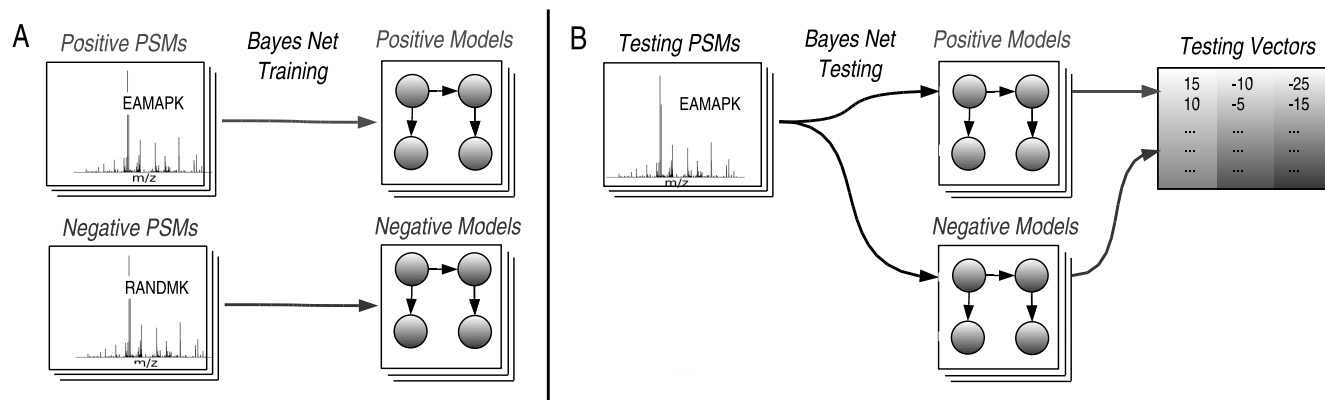 A
Positive PSMs
Bayes Net
Training
Positive Models
EAMAPK
m/z
Negative PSMs
Negative Models
RANDMK
m/z
B
Testing PSMs
Bayes Net
Testing
Positive Models
Testing Vectors
EAMAPK
m/z
15 -10 -25
10 -5 -15
... ... ...
... ... ...
... ... ...
Negative Models